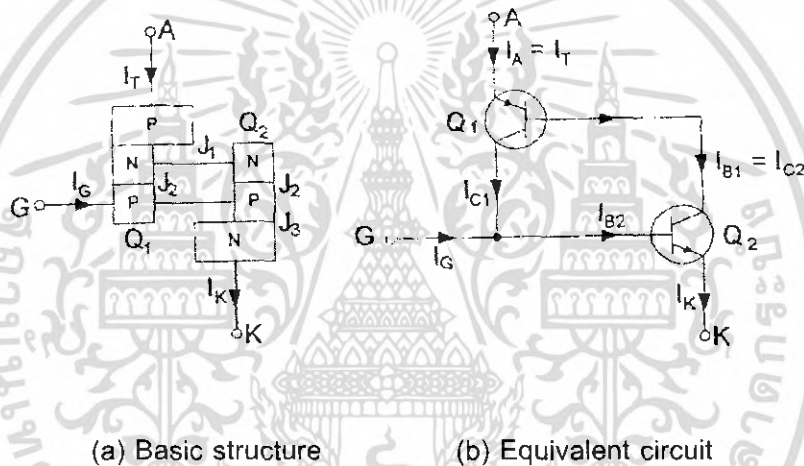 A
I_T
P
Q_2
J_1
N
N
I_G
J_2
J_2
G
P
P
J_3
Q_1
N
I_K
K
(a) Basic structure
A
I_A = I_T
Q_1
I_B1 = I_C2
I_C1
I_B2
G
I_G
Q_2
I_K
K
(b) Equivalent circuit